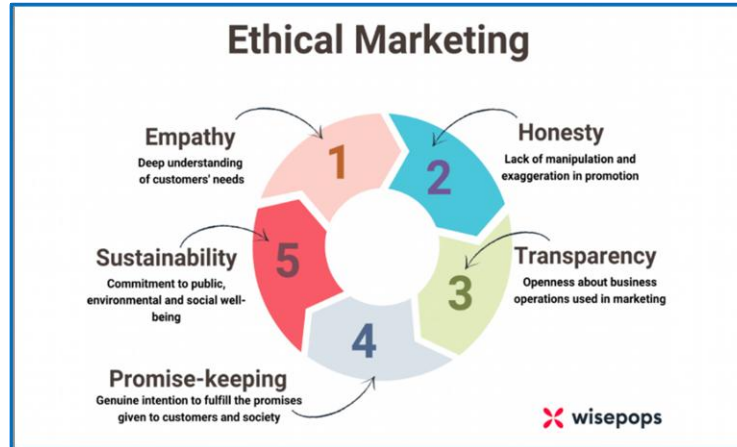 Ethical Marketing
Empathy
Deep understanding
of customers' needs
1
Honesty
Lack of manipulation and
exaggeration in promotion
2
Transparency
Openness about business
operations used in marketing
3
Promise-keeping
Genuine intention to fulfill the promises
given to customers and society
4
Sustainability
Commitment to public,
environmental and social well-
being
5
wisepops